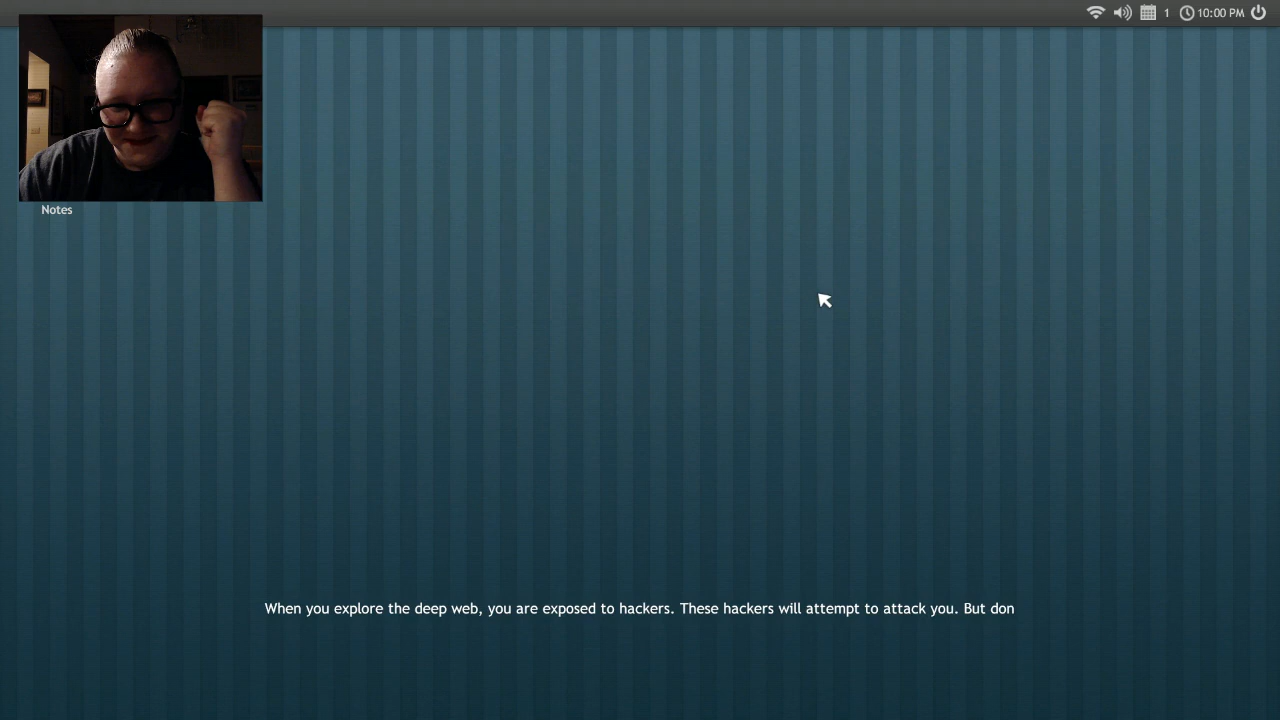 1 10:00 PM
Notes
When you explore the deep web, you are exposed to hackers. These hackers will attempt to attack you. But don